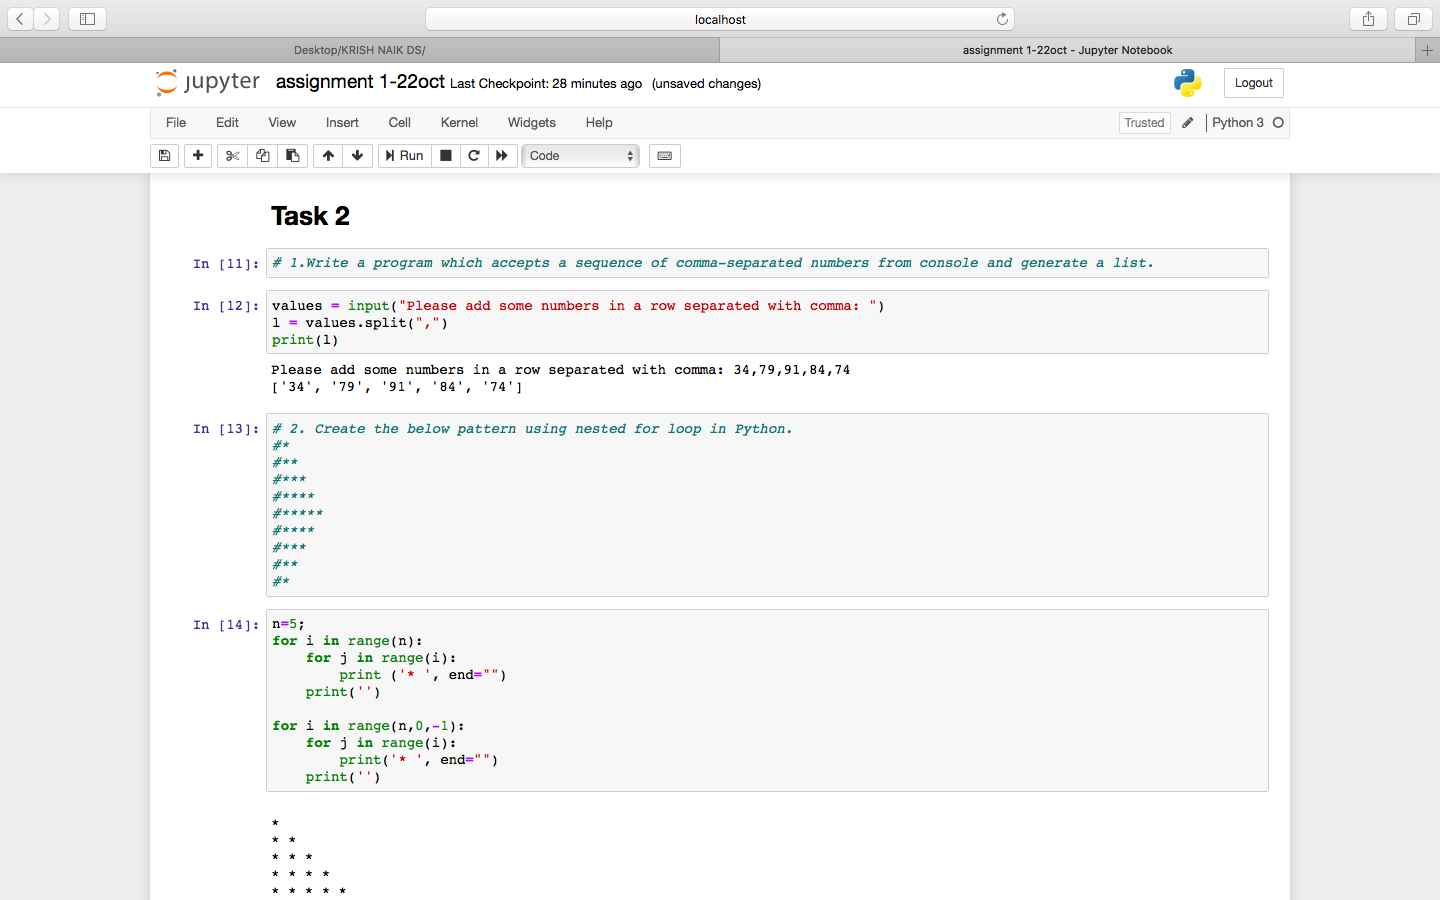 localhost
Desktop/KRISH NAIK DS/
assignment 1-22oct - Jupyter Notebook
+
jupyter assignment 1-22oct Last Checkpoint: 28 minutes ago (unsaved changes)
Logout
File Edit View Insert Cell Kernel Widgets Help
Trusted
Python 3
Run
Code
Task 2
In [11]: # 1.Write a program which accepts a sequence of comma-separated numbers from console and generate a list.
In [12]: values = input("Please add some numbers in a row separated with comma: ")
l = values.split(",")
print(l)
Please add some numbers in a row separated with comma: 34,79,91,84,74
['34', '79', '91', '84', '74']
In [13]: # 2. Create the below pattern using nested for loop in Python.
#*
#**
#***
#****
#*****
#****
#***
#**
#*
In [14]: n=5;
for i in range(n):
    for j in range(i):
        print ('* ', end="")
    print('')

for i in range(n,0,-1):
    for j in range(i):
        print('* ', end="")
    print('')
*
* *
* * *
* * * *
* * * * *